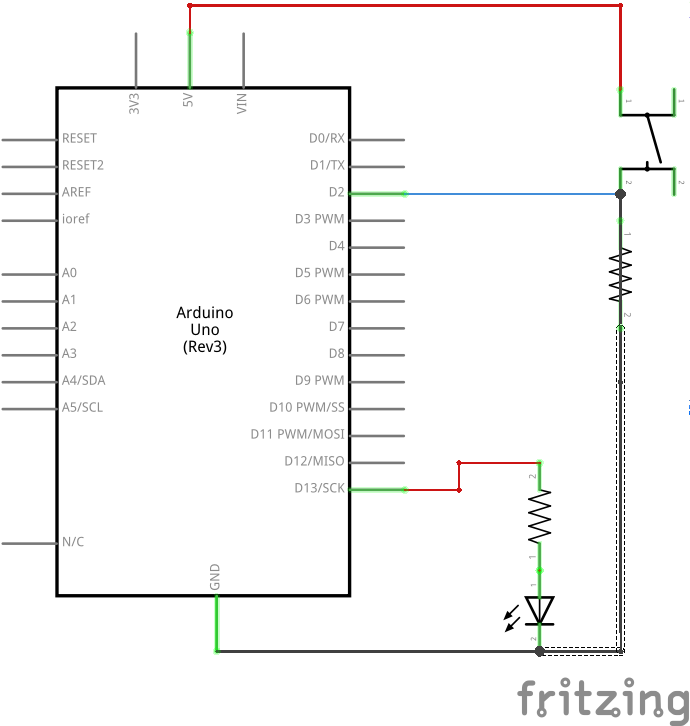 3V3
5V
VIN
RESET
RESET2
AREF
ioref
A0
A1
A2
A3
A4/SDA
A5/SCL
N/C
Arduino
Uno
(Rev3)
D0/RX
D1/TX
D2
D3 PWM
D4
D5 PWM
D6 PWM
D7
D8
D9 PWM
D10 PWM/SS
D11 PWM/MOSI
D12/MISO
D13/SCK
GND
1
1
2
2
1
2
2
1
1
2
fritzing